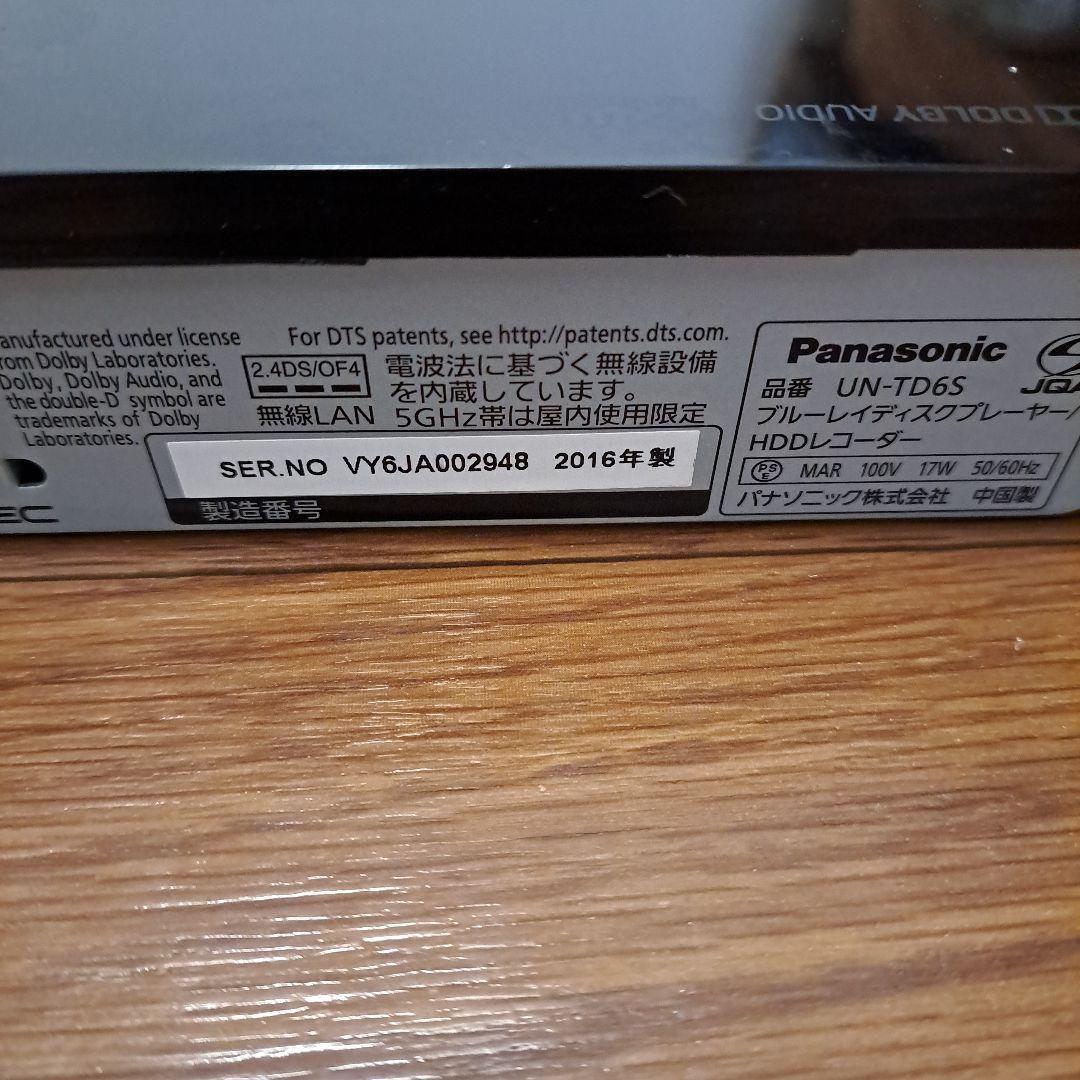 DOLBY AUDIO
anufactured under license
rom Dolby Laboratories.
Dolby, Dolby Audio, and
the double-D symbol are
trademarks of Dolby
Laboratories.
For DTS patents, see http://patents.dts.com.
2.4DS/OF4
無線LAN
電波法に基づく無線設備
を内蔵しています。
5GHz帯は屋内使用限定
SER.NO VY6JA002948 2016年製
製造番号
Panasonic
品番 UN-TD6S
ブルーレイディスクプレーヤー/
HDDレコーダー
PSE MAR 100V 17W 50/60Hz
パナソニック株式会社 中国製
JQA
EC